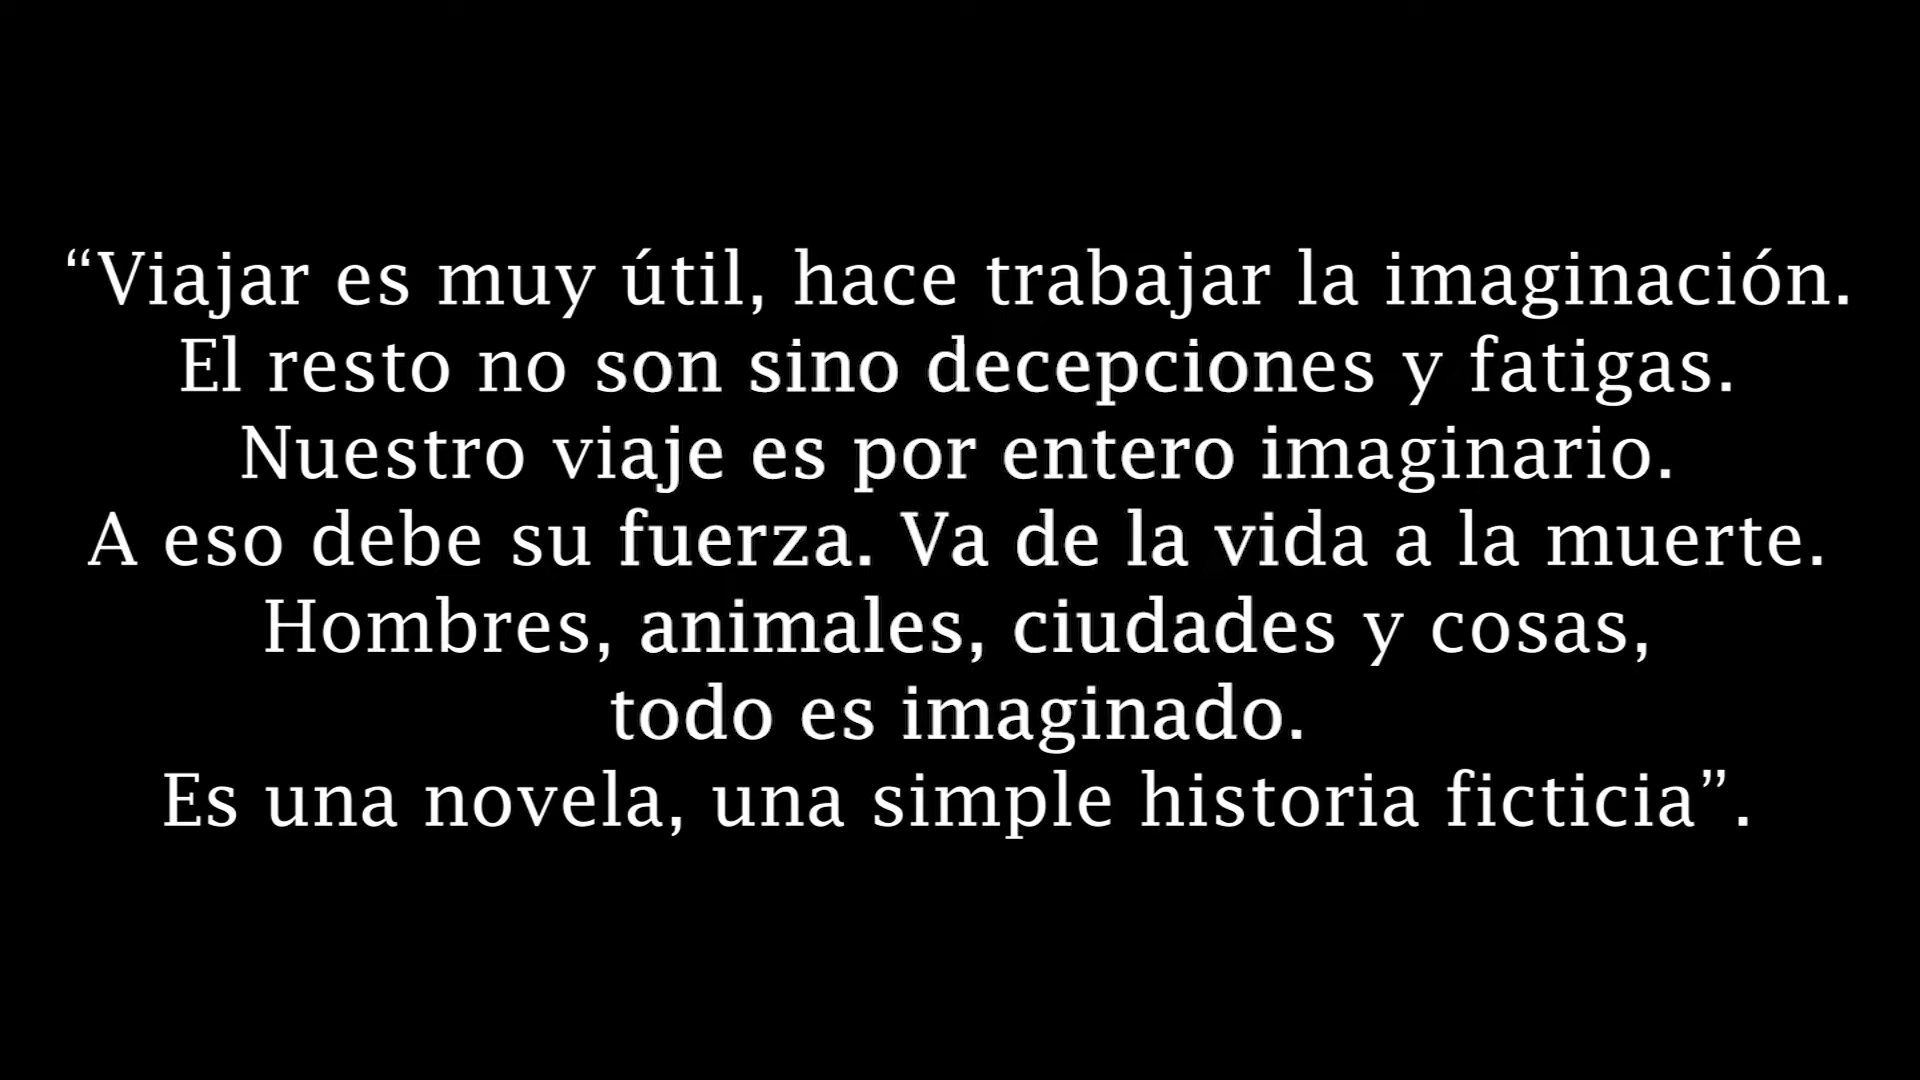 “Viajar es muy útil, hace trabajar la imaginación.
El resto no son sino decepciones y fatigas.
Nuestro viaje es por entero imaginario.
A eso debe su fuerza. Va de la vida a la muerte.
Hombres, animales, ciudades y cosas,
todo es imaginado.
Es una novela, una simple historia ficticia”.